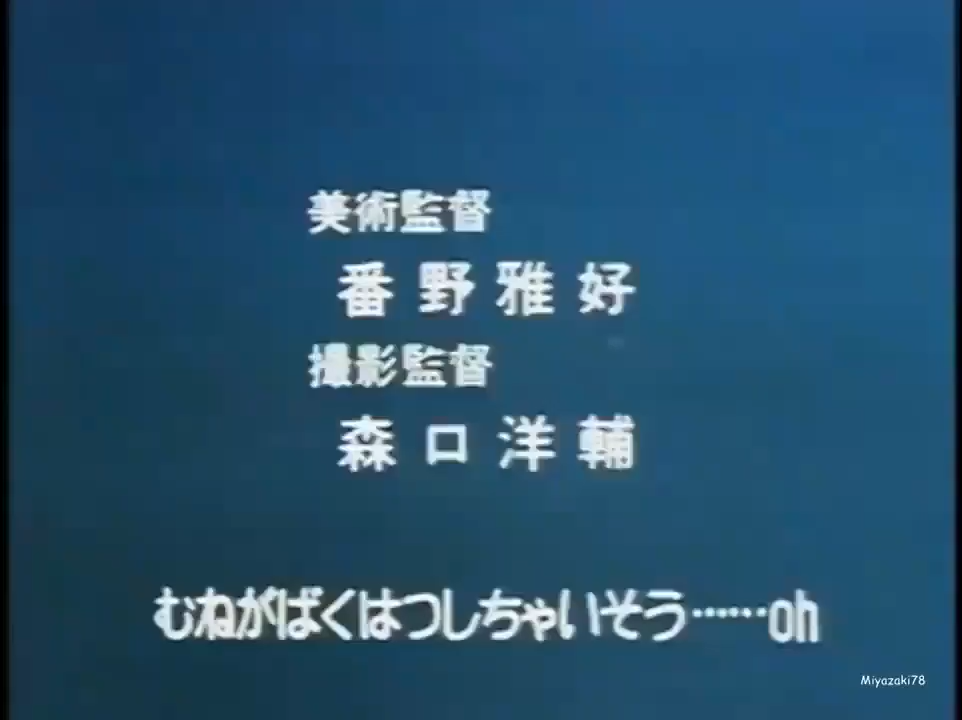 美術監督
番野雅好
撮影監督
森口洋輔
むねがばくはつしちゃいそう……oh
Miyazaki78